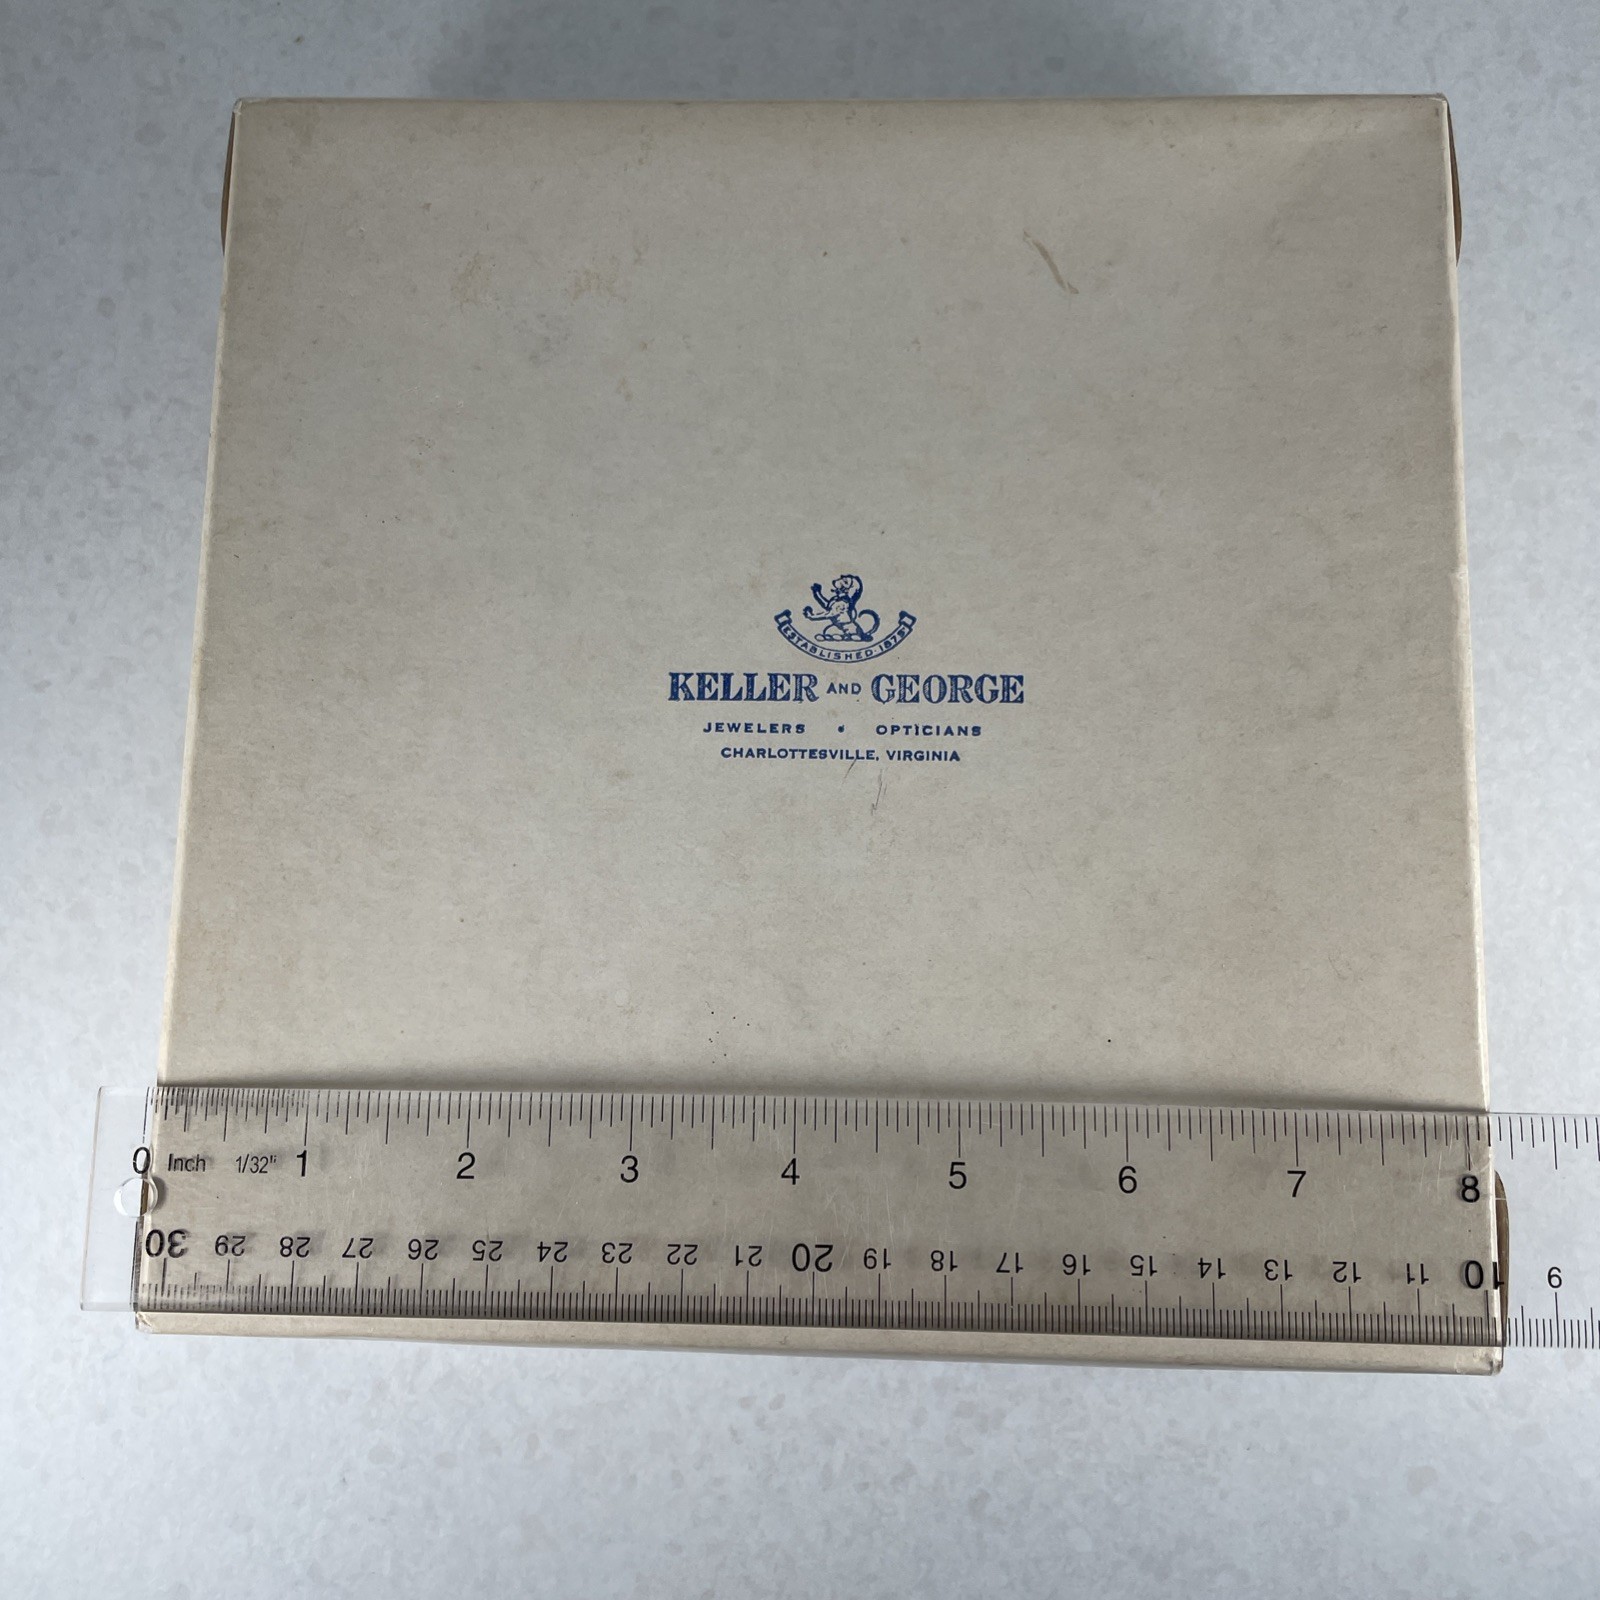 ESTABLISHED 1875
KELLER AND GEORGE
JEWELERS • OPTICIANS
CHARLOTTESVILLE, VIRGINIA
0 Inch 1/32" 1 2 3 4 5 6 7 8
30 29 28 27 26 25 24 23 22 21 20 19 18 17 16 15 14 13 12 11 10 9